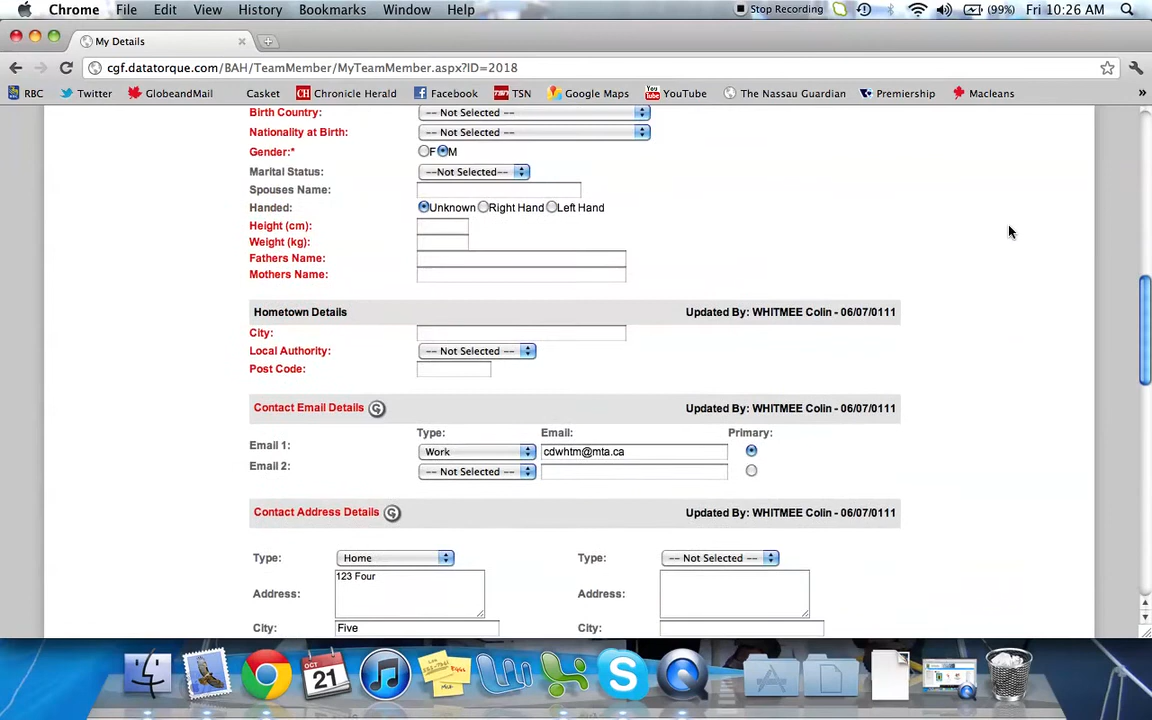 Chrome File Edit View History Bookmarks Window Help Stop Recording (99%) Fri 10:26 AM
My Details
cgf.datatorque.com/BAH/TeamMember/MyTeamMember.aspx?ID=2018
RBC Twitter GlobeandMail Casket CH Chronicle Herald Facebook TSN TSN Google Maps You Tube YouTube The Nassau Guardian Premiership Macleans »
Birth Country: -- Not Selected --
Nationality at Birth: -- Not Selected --
Gender:* F M
Marital Status: --Not Selected--
Spouses Name:
Handed: Unknown Right Hand Left Hand
Height (cm):
Weight (kg):
Fathers Name:
Mothers Name:
Hometown Details Updated By: WHITMEE Colin - 06/07/0111
City:
Local Authority: -- Not Selected --
Post Code:
Contact Email Details Updated By: WHITMEE Colin - 06/07/0111
Type: Email: Primary:
Email 1: Work cdwhtm@mta.ca
Email 2: -- Not Selected --
Contact Address Details Updated By: WHITMEE Colin - 06/07/0111
Type: Home Type: -- Not Selected --
Address: 123 Four Address:
City: Five City:
OCT
21